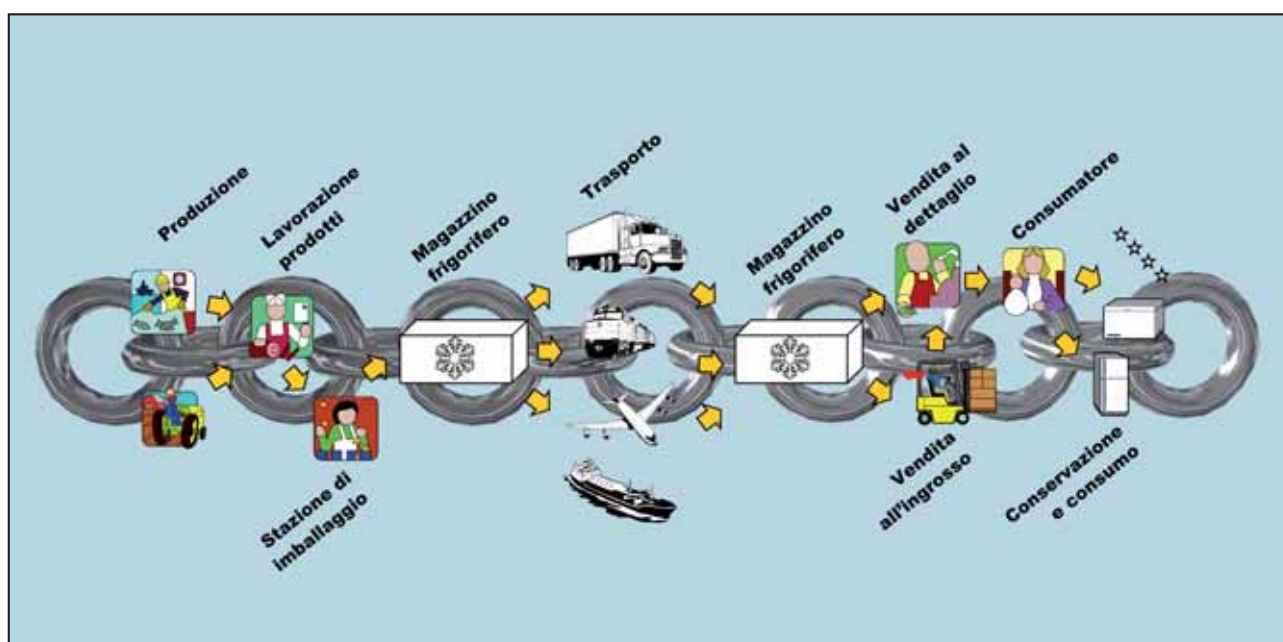 Produzione
Lavorazione
prodotti
Stazione di
imballaggio
Magazzino
frigorifero
Trasporto
Magazzino
frigorifero
Vendita al
dettaglio
Vendita
all'ingrosso
Consumatore
Conservazione
e consumo